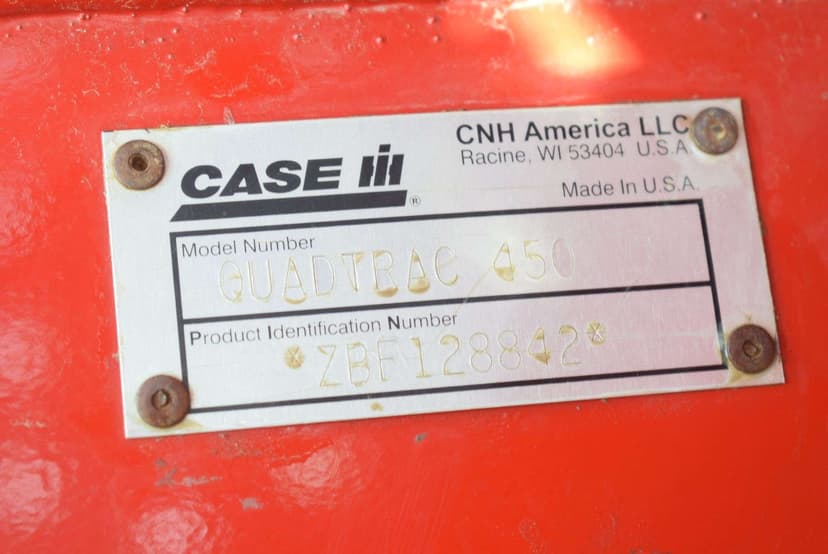 CNH America LLC
Racine, WI 53404 U.S.A.
CASE IH ®
Made In U.S.A.
Model Number
QUADTRAC 450
Product Identification Number
*ZBF128842*